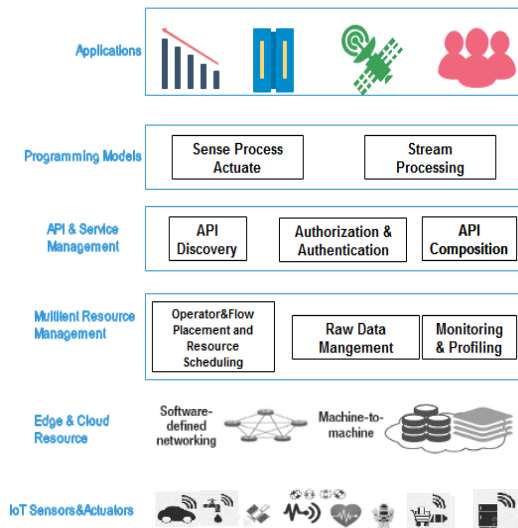 Applications
Programming Models
Sense Process
Actuate
Stream
Processing
API & Service
Management
API
Discovery
Authorization &
Authentication
API
Composition
Multilent Resource
Management
Operator&Flow
Placement and
Resource
Scheduling
Raw Data
Mangement
Monitoring
& Profiling
Edge & Cloud
Resource
Software-
defined
networking
Machine-to-
machine
IoT Sensors&Actuators